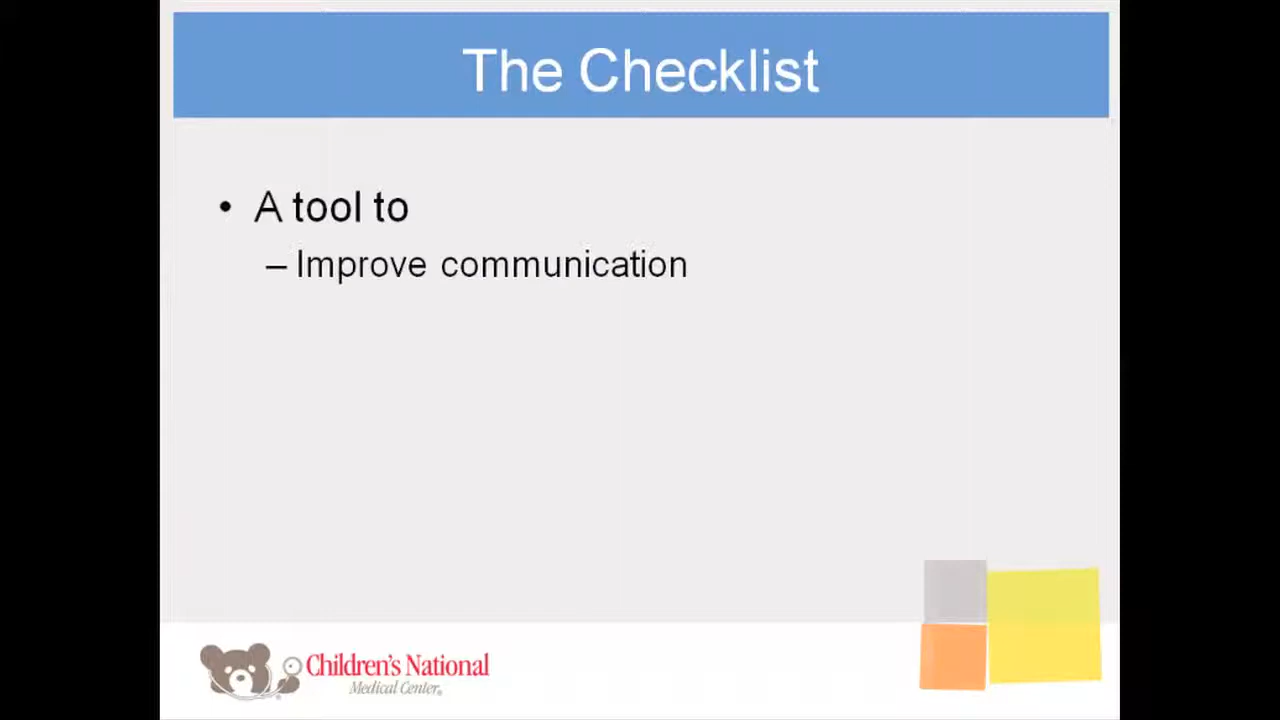 The Checklist
• A tool to
– Improve communication
Children's National
Medical Center®